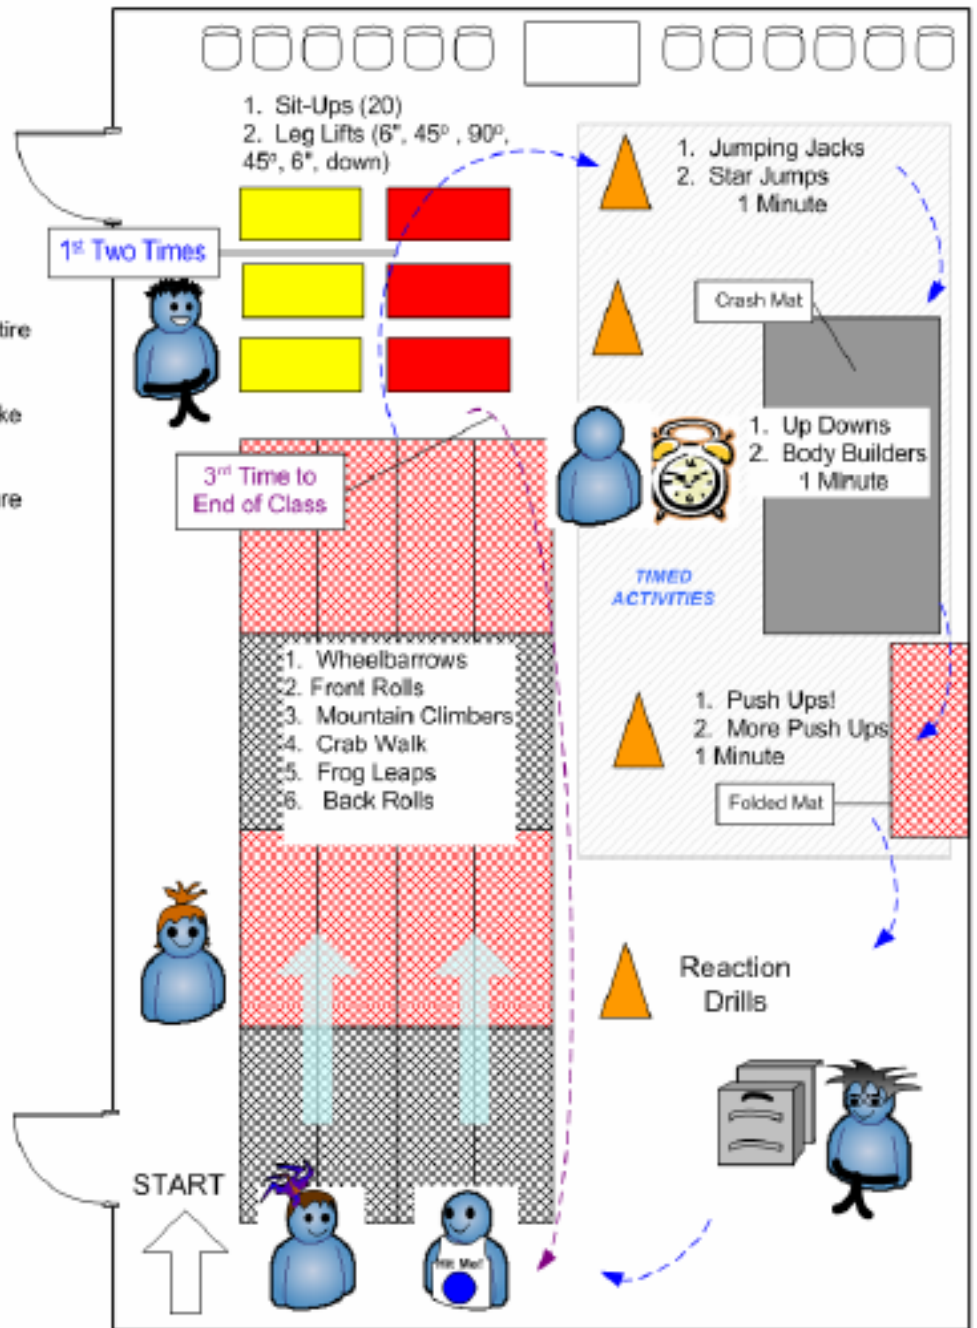 1. Sit-Ups (20)
2. Leg Lifts (6", 45º , 90º,
45º, 6", down)
1. Jumping Jacks
2. Star Jumps
1 Minute
1st Two Times
Crash Mat
tire
ke
ure
1. Up Downs
2. Body Builders
1 Minute
3rd Time to
End of Class
TIMED
ACTIVITIES
1. Wheelbarrows
2. Front Rolls
3. Mountain Climbers
4. Crab Walk
5. Frog Leaps
6. Back Rolls
1. Push Ups!
2. More Push Ups
1 Minute
Folded Mat
Reaction
Drills
START
Hit Me!